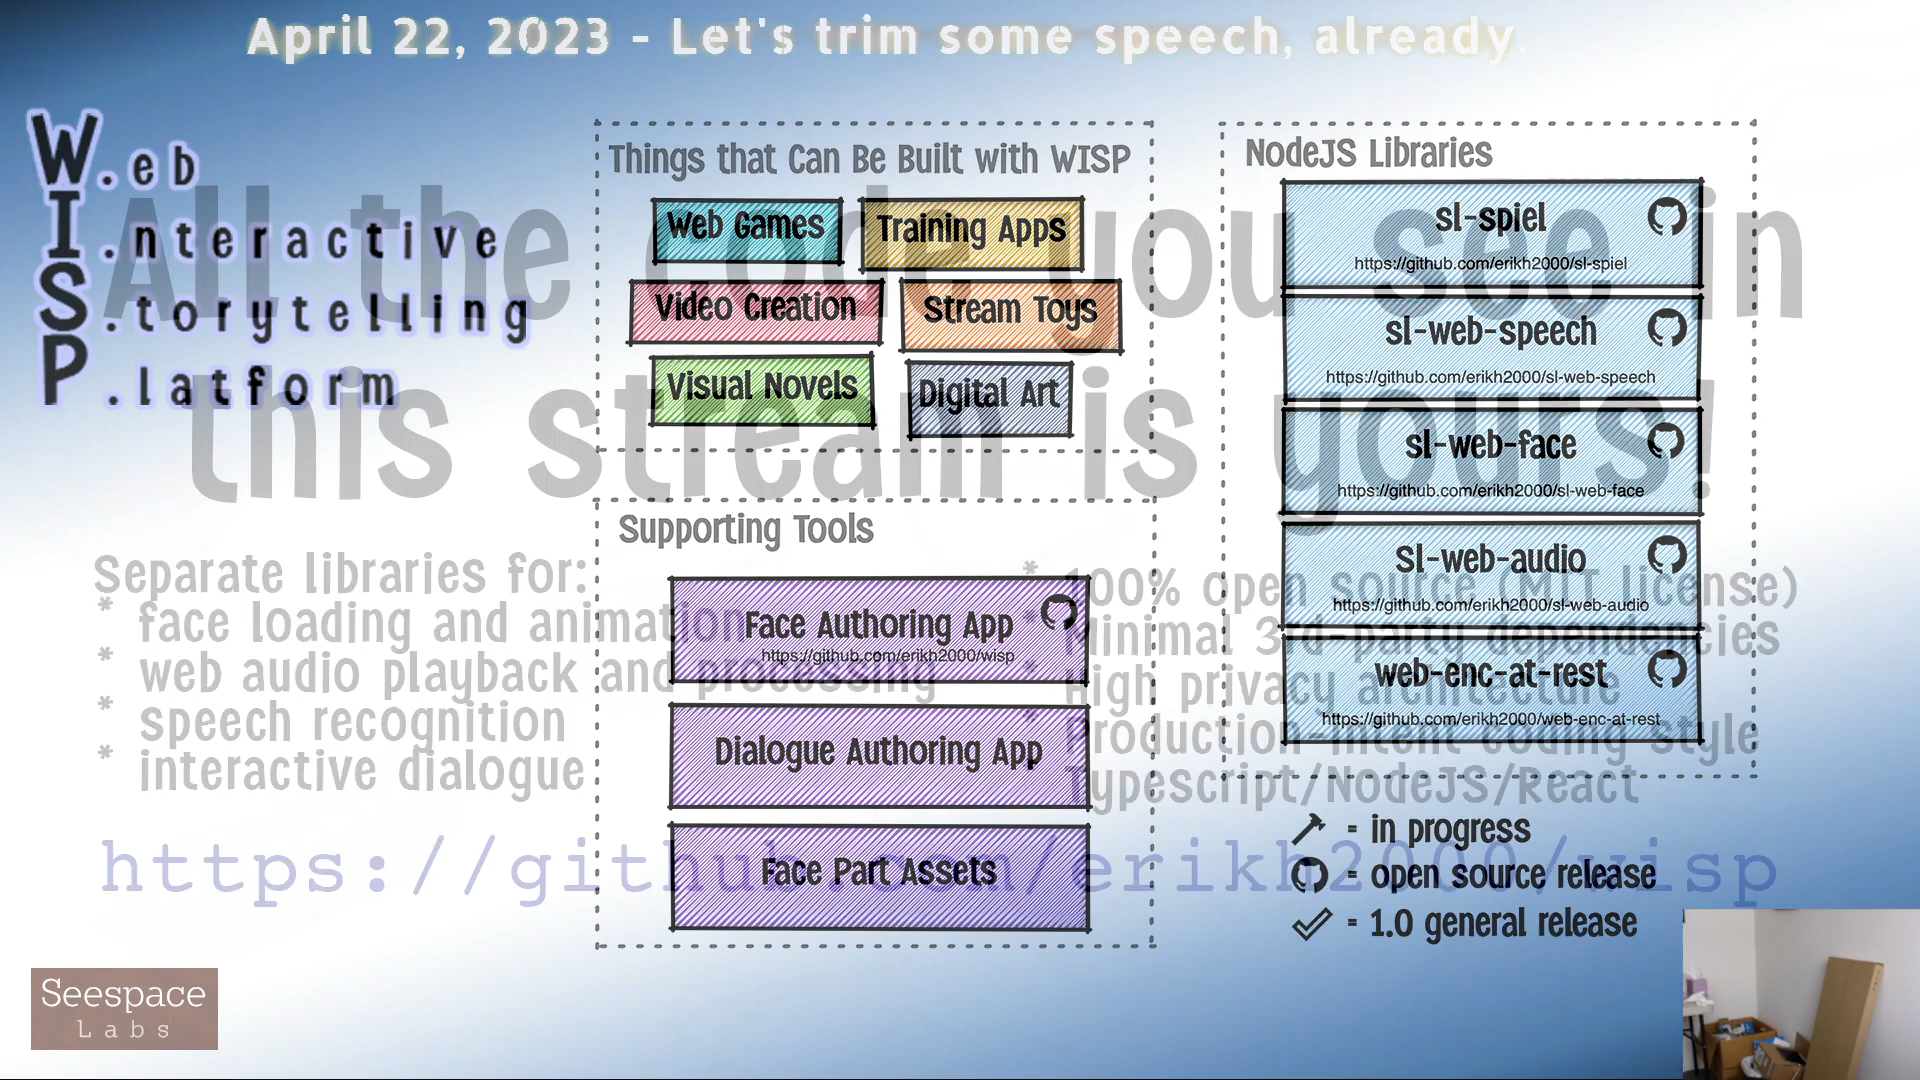 April 22, 2023 - Let's trim some speech, already.
W.eb
I.nteractive
S.torytelling
P.latform
Things that Can Be Built with WISP
Web Games
Training Apps
Video Creation
Stream Toys
Visual Novels
Digital Art
Supporting Tools
Face Authoring App
https://github.com/erikh2000/wisp
Dialogue Authoring App
Face Part Assets
NodeJS Libraries
sl-spiel
https://github.com/erikh2000/sl-spiel
sl-web-speech
https://github.com/erikh2000/sl-web-speech
sl-web-face
https://github.com/erikh2000/sl-web-face
Sl-web-audio
https://github.com/erikh2000/sl-web-audio
web-enc-at-rest
https://github.com/erikh2000/web-enc-at-rest
= in progress
= open source release
= 1.0 general release
All the code you see in
this stream is yours!
Separate libraries for:
* face loading and animation
* web audio playback and processing
* speech recognition
* interactive dialogue
* 100% open source (MIT license)
* Minimal 3rd-party dependencies
* High privacy architecture
* Production-intent coding style
Typescript/NodeJS/React
https://github.com/erikh2000/wisp
Seespace
Labs